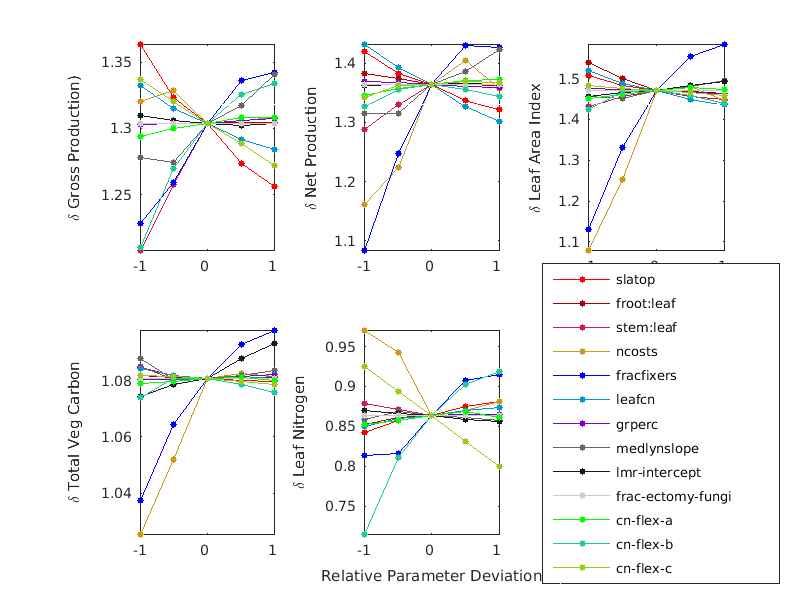 δ Gross Production)
1.35
1.3
1.25
-1
0
1
δ Net Production
1.4
1.3
1.2
1.1
-1
0
1
δ Leaf Area Index
1.5
1.4
1.3
1.2
1.1
δ Total Veg Carbon
1.08
1.06
1.04
-1
0
1
δ Leaf Nitrogen
0.95
0.9
0.85
0.8
0.75
-1
0
1
Relative Parameter Deviation
slatop
froot:leaf
stem:leaf
ncosts
fracfixers
leafcn
grperc
medlynslope
lmr-intercept
frac-ectomy-fungi
cn-flex-a
cn-flex-b
cn-flex-c